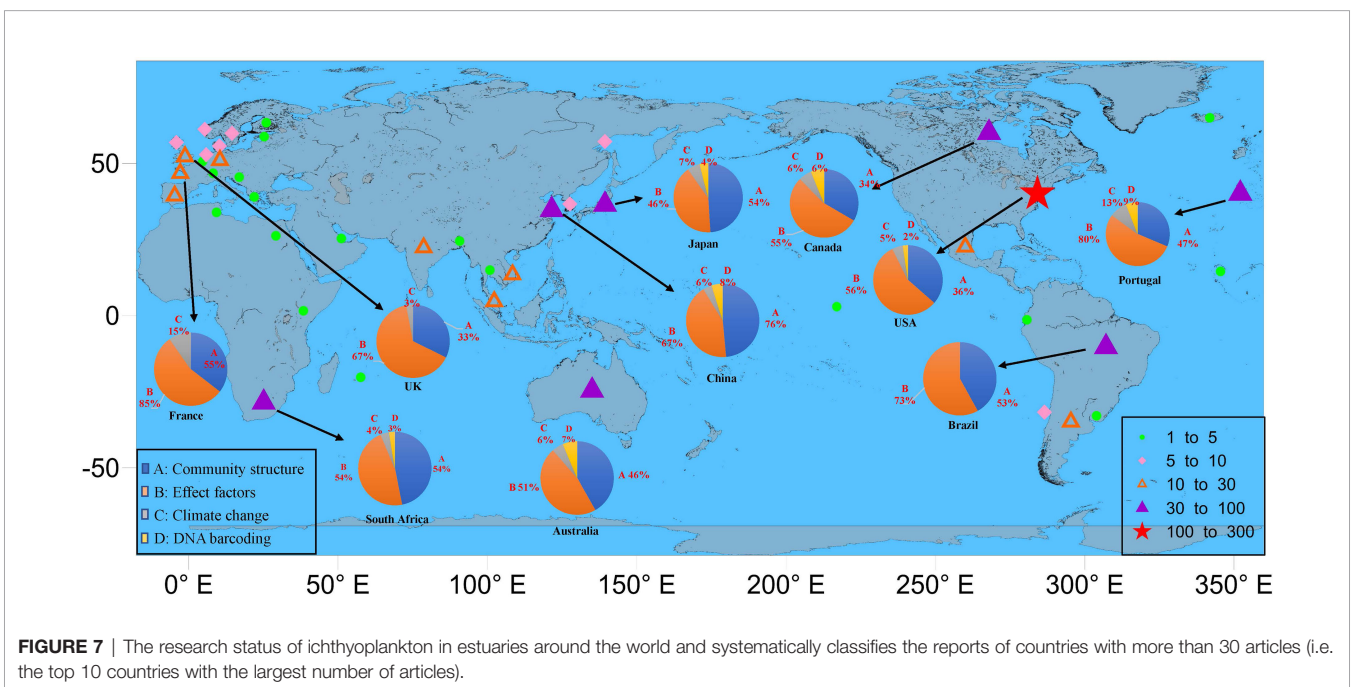 50
0
-50
0° E
50° E
100° E
150° E
200° E
250° E
300° E
350° E
C
7%
D
4%
B
46%
A
54%
Japan
C
6%
D
6%
A
34%
B
55%
Canada
C
5%
D
2%
B
56%
A
36%
USA
C
13%
D
9%
B
80%
A
47%
Portugal
C
15%
A
55%
B
85%
France
C
3%
A
33%
B
67%
UK
C
6%
D
8%
A
76%
B
67%
China
B
73%
A
53%
Brazil
C
4%
D
3%
B
54%
A
54%
South Africa
C
6%
D
7%
A 46%
B 51%
Australia
A: Community structure
B: Effect factors
C: Climate change
D: DNA barcoding
1 to 5
5 to 10
10 to 30
30 to 100
100 to 300
FIGURE 7 | The research status of ichthyoplankton in estuaries around the world and systematically classifies the reports of countries with more than 30 articles (i.e.
the top 10 countries with the largest number of articles).